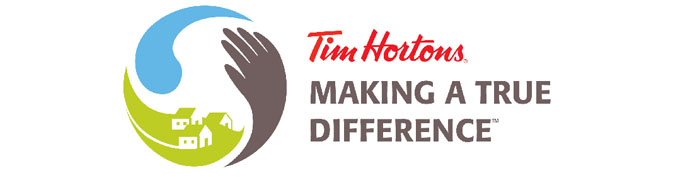 Tim Hortons®
MAKING A TRUE
DIFFERENCE™